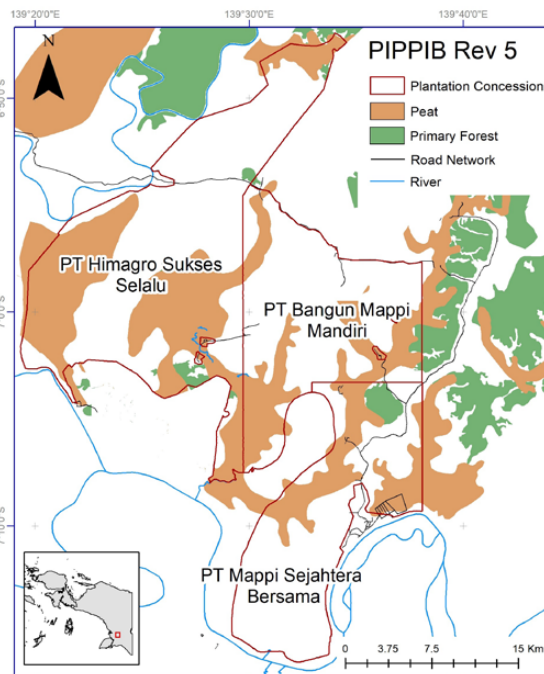 139°20'0"E
139°30'0"E
139°40'0"E
N
PIPPIB Rev 5
Plantation Concession
Peat
Primary Forest
Road Network
River
PT Himagro Sukses
Selalu
PT Bangun Mappi
Mandiri
PT Mappi Sejahtera
Bersama
0 3.75 7.5 15 Km